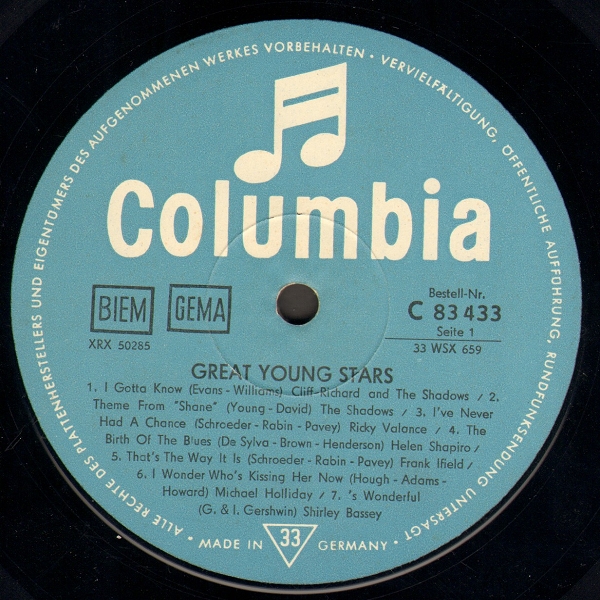 ALLE RECHTE DES PLATTENHERSTELLERS UND EIGENTÜMERS DES AUFGENOMMENEN WERKES VORBEHALTEN · VERVIELFÄLTIGUNG, ÖFFENTLICHE AUFFÜHRUNG, RUNDFUNKSENDUNG UNTERSAGT ·
Columbia
BIEM GEMA
XRX 50285
Bestell-Nr.
C 83 433
Seite 1
33 WSX 659
GREAT YOUNG STARS
1. I Gotta Know (Evans - Williams) Cliff Richard and The Shadows / 2.
Theme From "Shane" (Young - David) The Shadows / 3. I've Never
Had A Chance (Schroeder - Rabin - Pavey) Ricky Valance / 4. The
Birth Of The Blues (De Sylva - Brown - Henderson) Helen Shapiro /
5. That's The Way It Is (Schroeder - Rabin - Pavey) Frank Ifield /
6. I Wonder Who's Kissing Her Now (Hough - Adams -
Howard) Michael Holliday / 7. 's Wonderful
(G. & I. Gershwin) Shirley Bassey
· MADE IN 33 GERMANY ·